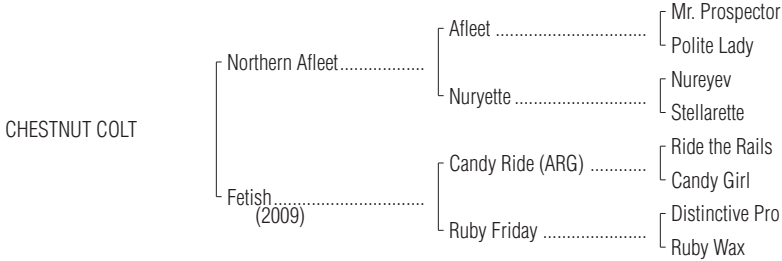 Mr. Prospector
Afleet ..................................
Polite Lady
Northern Afleet...................
Nureyev
Nuryette ..............................
Stellarette
CHESTNUT COLT
Ride the Rails
Candy Ride (ARG) .............
Candy Girl
Fetish..................................
(2009)
Distinctive Pro
Ruby Friday .......................
Ruby Wax